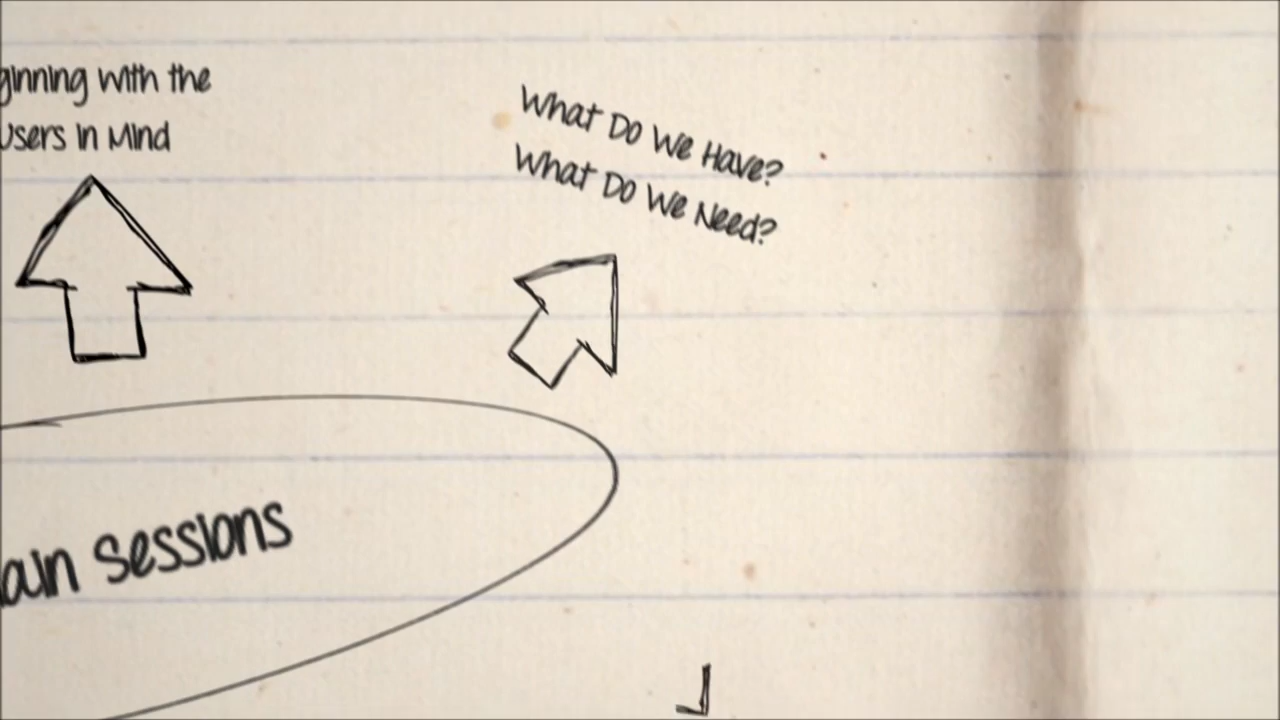 ginning with the
Users in Mind
What Do We Have?
What Do We Need?
ain sessions